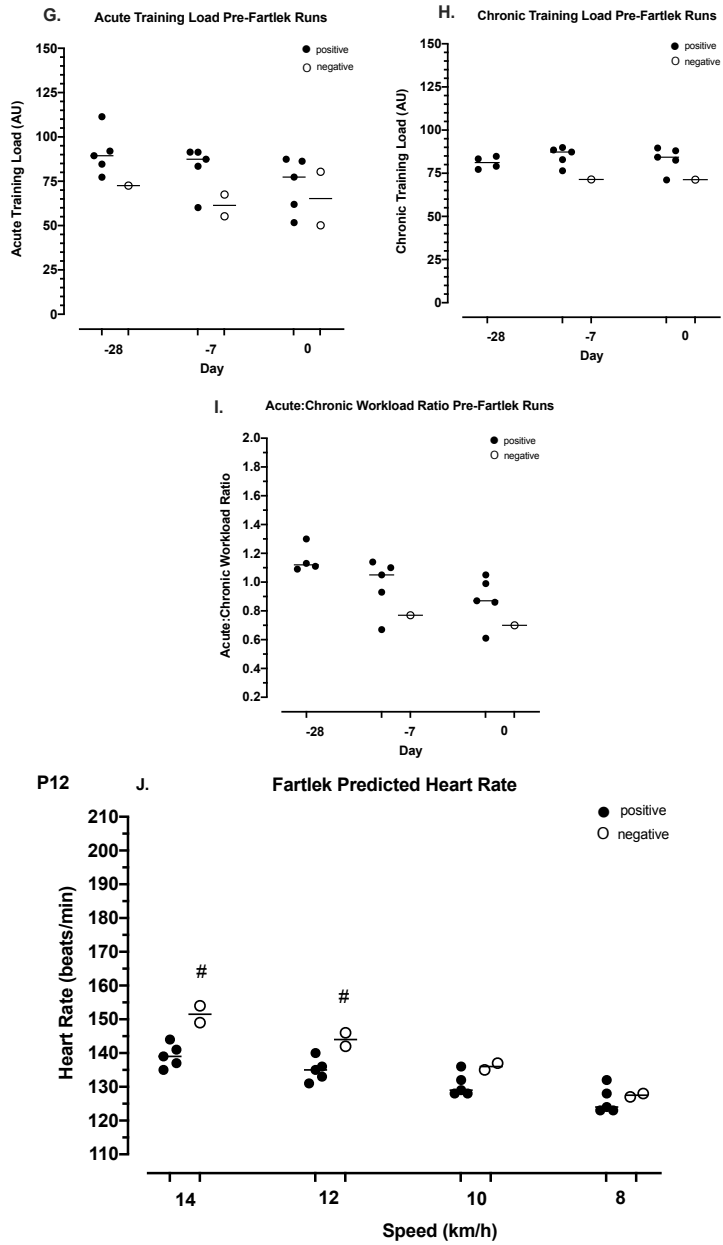 G. Acute Training Load Pre-Fartlek Runs
positive
negative
150
125
100
75
50
25
0
Acute Training Load (AU)
-28 -7 0
Day
H. Chronic Training Load Pre-Fartlek Runs
positive
negative
150
125
100
75
50
25
0
Chronic Training Load (AU)
-28 -7 0
Day
I. Acute:Chronic Workload Ratio Pre-Fartlek Runs
positive
negative
2.0
1.8
1.6
1.4
1.2
1.0
0.8
0.6
0.4
0.2
Acute:Chronic Workload Ratio
-28 -7 0
Day
P12 J. Fartlek Predicted Heart Rate
positive
negative
210
200
190
180
170
160
150
140
130
120
110
Heart Rate (beats/min)
# #
14 12 10 8
Speed (km/h)